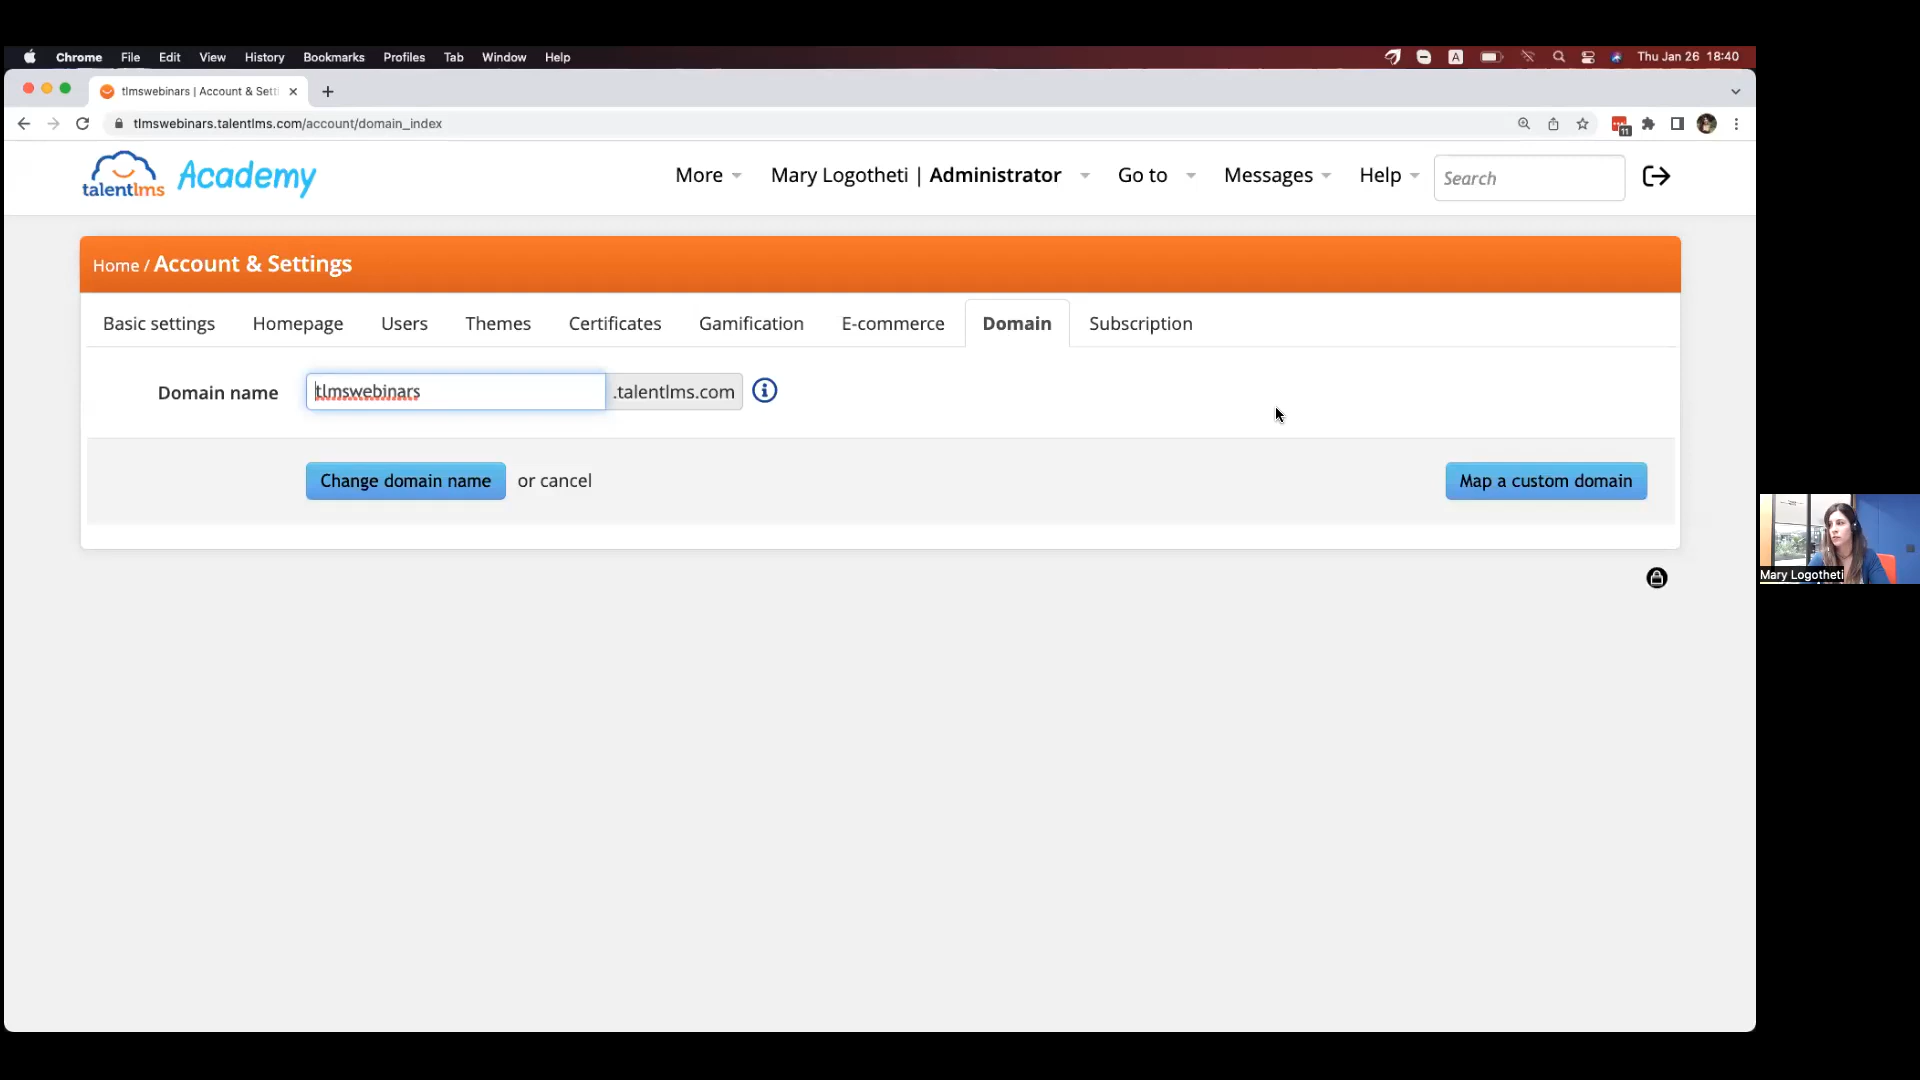 Chrome File Edit View History Bookmarks Profiles Tab Window Help A Thu Jan 26 18:40
tlmswebinars | Account & Setti
tlmswebinars.talentlms.com/account/domain_index 11
talentlms Academy More Mary Logotheti | Administrator Go to Messages Help Search
Home / Account & Settings
Basic settings Homepage Users Themes Certificates Gamification E-commerce Domain Subscription
Domain name tlmswebinars .talentlms.com
Change domain name or cancel Map a custom domain
Mary Logotheti